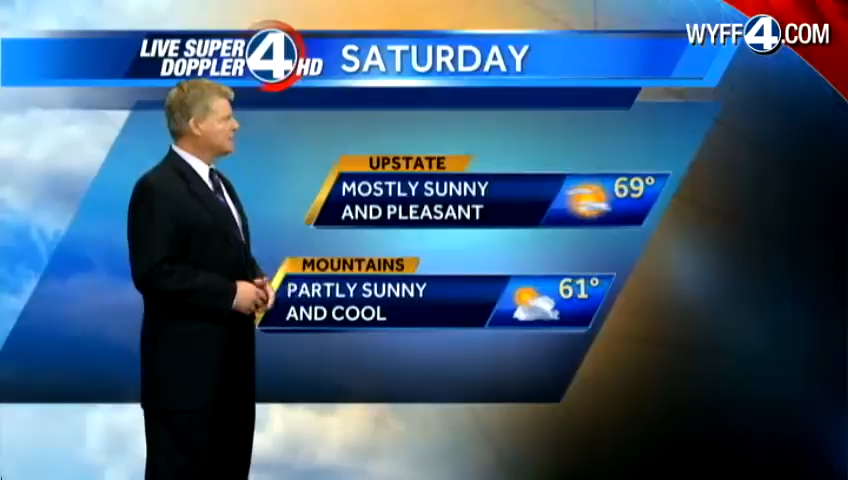 WYFF4.COM
LIVE SUPER
DOPPLER 4 HD
SATURDAY
UPSTATE
MOSTLY SUNNY
AND PLEASANT
69°
MOUNTAINS
PARTLY SUNNY
AND COOL
61°